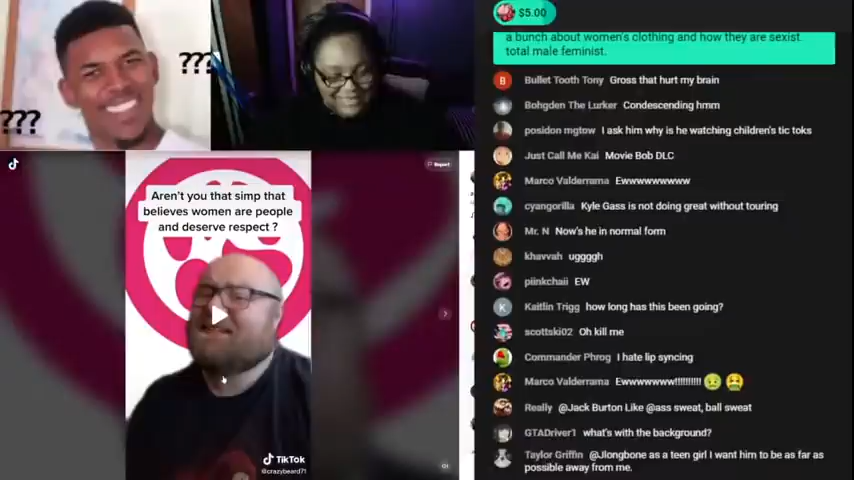 ???
???
Aren't you that simp that
believes women are people
and deserve respect ?
Report
TikTok
@crazybeard71
$5.00
a bunch about women's clothing and how they are sexist
total male feminist.
B Bullet Tooth Tony Gross that hurt my brain
Bohgden The Lurker Condescending hmm
posidon mgtow I ask him why is he watching children's tic toks
Just Call Me Kai Movie Bob DLC
Marco Valderrama Ewwwwwwwww
cyangorilla Kyle Gass is not doing great without touring
Mr. N Now's he in normal form
khavvah uggggh
piinkchaii EW
K Kaitlin Trigg how long has this been going?
scottski02 Oh kill me
Commander Phrog I hate lip syncing
Marco Valderrama Ewwwwwww!!!!!!!!!! 🤢 🤮
Really @Jack Burton Like @ass sweat, ball sweat
GTADriver1 what's with the background?
Taylor Griffin @Jlongbone as a teen girl I want him to be as far as
possible away from me.